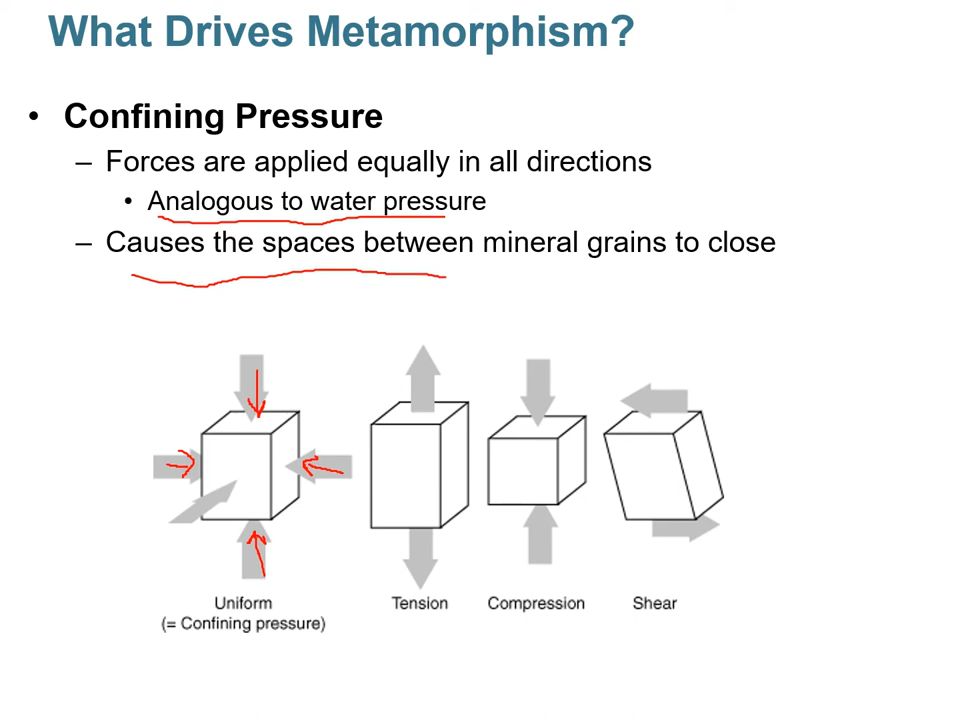 What Drives Metamorphism?
• Confining Pressure
– Forces are applied equally in all directions
• Analogous to water pressure
– Causes the spaces between mineral grains to close
Uniform
(= Confining pressure)
Tension
Compression
Shear